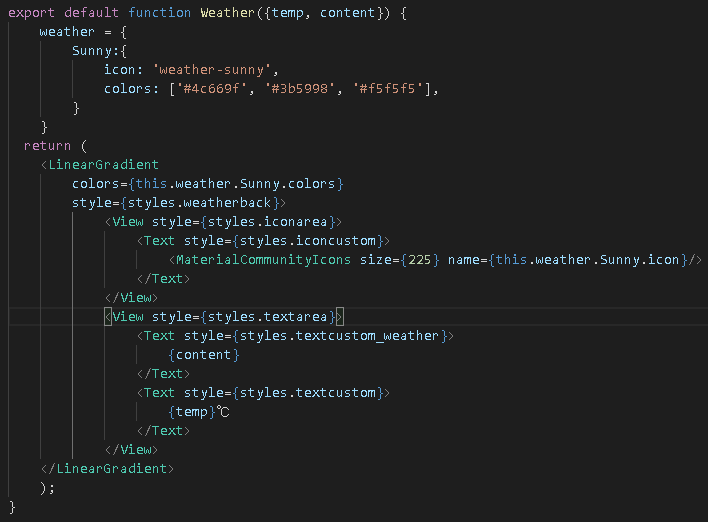 export default function Weather({temp, content}) {
    weather = {
        Sunny:{
            icon: 'weather-sunny',
            colors: ['#4c669f', '#3b5998', '#f5f5f5'],
        }
    }
  return (
    <LinearGradient
        colors={this.weather.Sunny.colors}
        style={styles.weatherback}>
            <View style={styles.iconarea}>
                <Text style={styles.iconcustom}>
                    <MaterialCommunityIcons size={225} name={this.weather.Sunny.icon}/>
                </Text>
            </View>
            <View style={styles.textarea}>
                <Text style={styles.textcustom_weather}>
                    {content}
                </Text>
                <Text style={styles.textcustom}>
                    {temp}℃
                </Text>
            </View>
    </LinearGradient>
    );
}